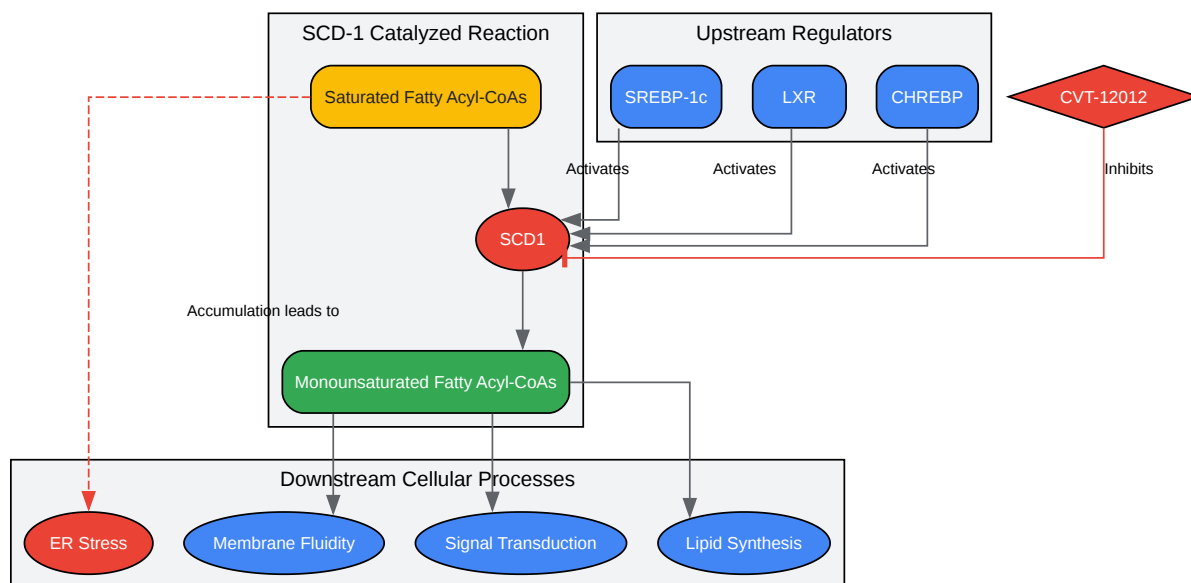 SCD-1 Catalyzed Reaction
Upstream Regulators
Saturated Fatty Acyl-CoAs
SREBP-1c
LXR
CHREBP
CVT-12012
Activates
Activates
Activates
Inhibits
SCD1
Accumulation leads to
Monounsaturated Fatty Acyl-CoAs
Downstream Cellular Processes
ER Stress
Membrane Fluidity
Signal Transduction
Lipid Synthesis